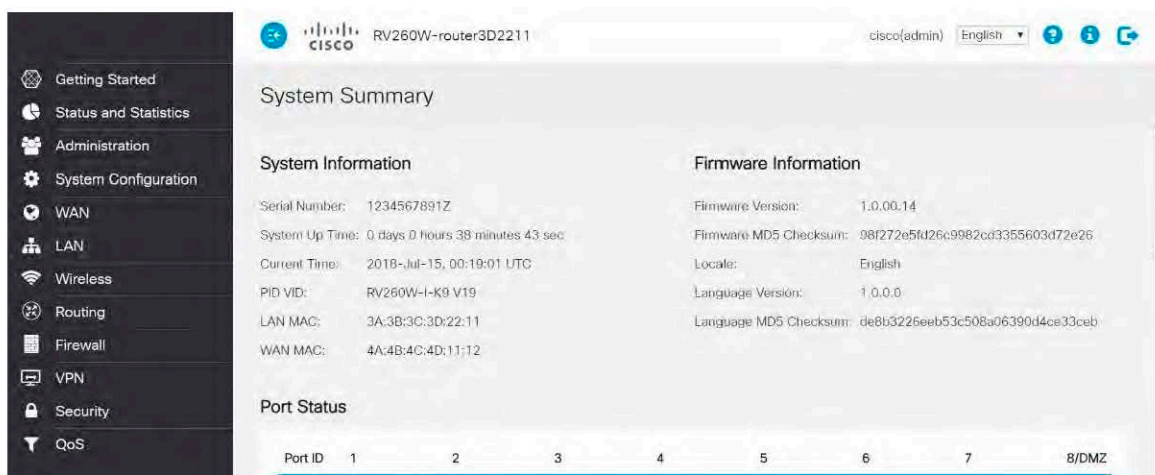 CISCO RV260W-router3D2211 cisco(admin) English
Getting Started
Status and Statistics
Administration
System Configuration
WAN
LAN
Wireless
Routing
Firewall
VPN
Security
QoS
System Summary
System Information
Serial Number: 1234567891Z
System Up Time: 0 days 0 hours 38 minutes 43 sec
Current Time: 2018-Jul-15, 00:19:01 UTC
PID VID: RV260W-I-K9 V19
LAN MAC: 3A:3B:3C:3D:22:11
WAN MAC: 4A:4B:4C:4D:11:12
Firmware Information
Firmware Version: 1.0.00.14
Firmware MD5 Checksum: 98f272e5fd26c9982cd3355603d72e26
Locale: English
Language Version: 1.0.0.0
Language MD5 Checksum: de8b3226eeb53c508a06390d4ce33ceb
Port Status
Port ID 1 2 3 4 5 6 7 8/DMZ